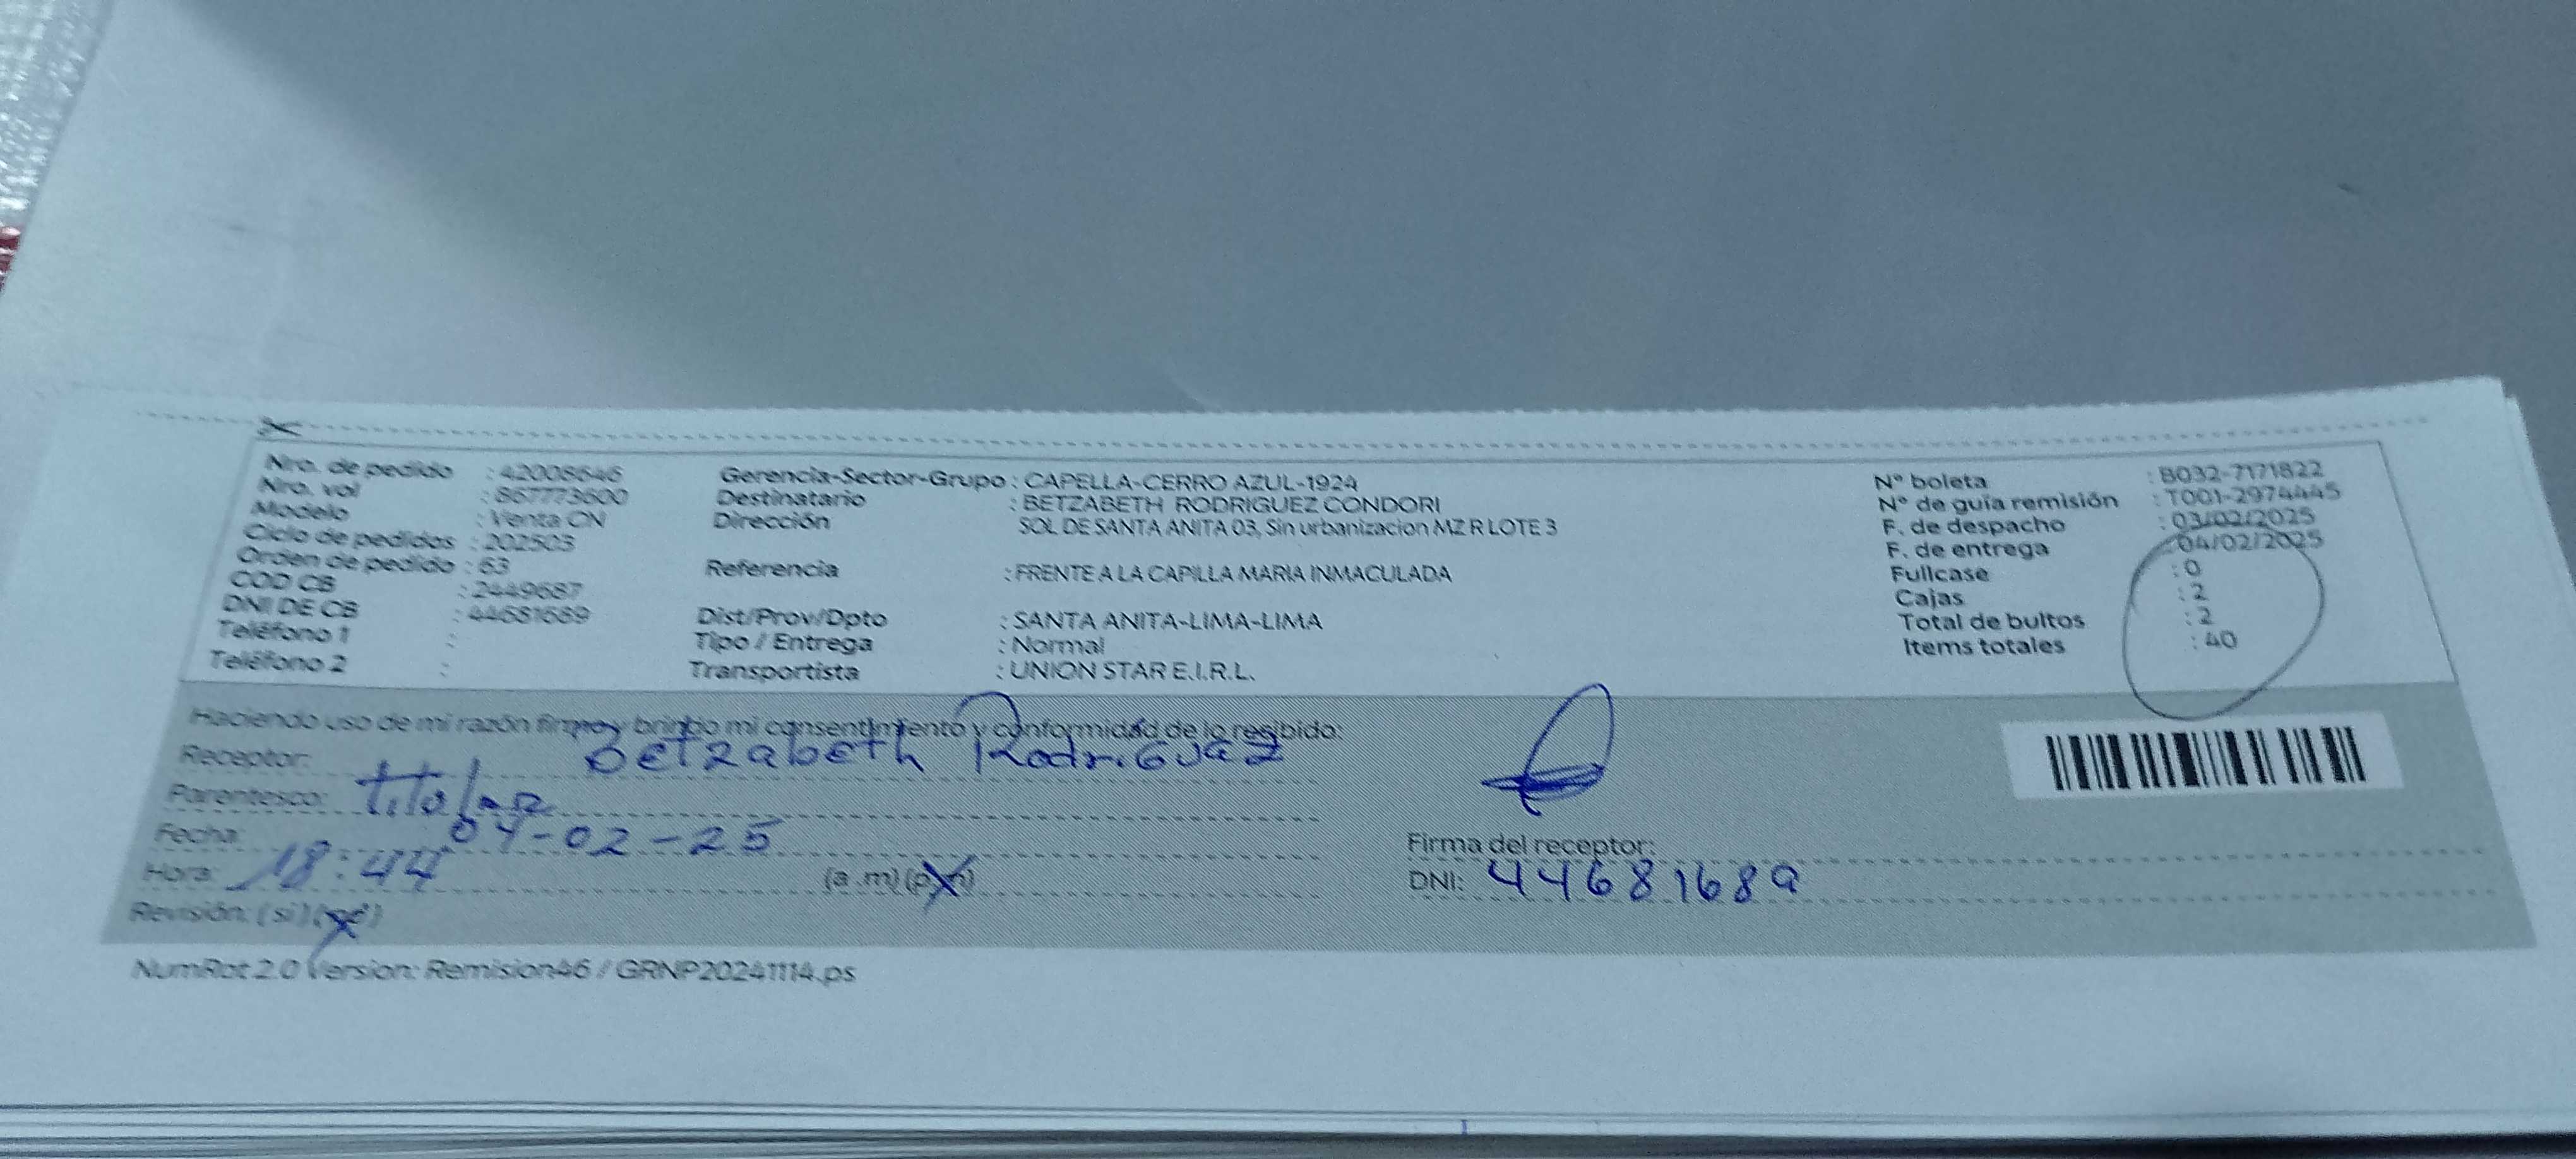 Nro. de pedido : 42008646
Nro. vol : 867773600
Modelo : Venta CN
Ciclo de pedidos : 202503
Orden de pedido : 63
COD CB : 2449687
DNI DE CB : 44681689
Teléfono 1 :
Teléfono 2 :
Gerencia-Sector-Grupo : CAPELLA-CERRO AZUL-1924
Destinatario : BETZABETH RODRIGUEZ CONDORI
Dirección SOL DE SANTA ANITA 03, Sin urbanizacion MZ R LOTE 3
Referencia : FRENTE A LA CAPILLA MARIA INMACULADA
Dist/Prov/Dpto : SANTA ANITA-LIMA-LIMA
Tipo / Entrega : Normal
Transportista : UNION STAR E.I.R.L.
N° boleta : B032-7171822
N° de guía remisión : T001-2974445
F. de despacho : 03/02/2025
F. de entrega : 04/02/2025
Fullcase : 0
Cajas : 2
Total de bultos : 2
Items totales : 40
Haciendo uso de mi razón firmo y brindo mi consentimiento y conformidad de lo recibido:
Receptor: Betzabeth Rodriguez
Parentesco: titular
Fecha: 04-02-25
Hora: 18:44 (a .m) (p.m)
Revisión: (si) (no)
Firma del receptor:
DNI: 44681689
NumRot 2.0 Version: Remision46 / GRNP20241114.ps